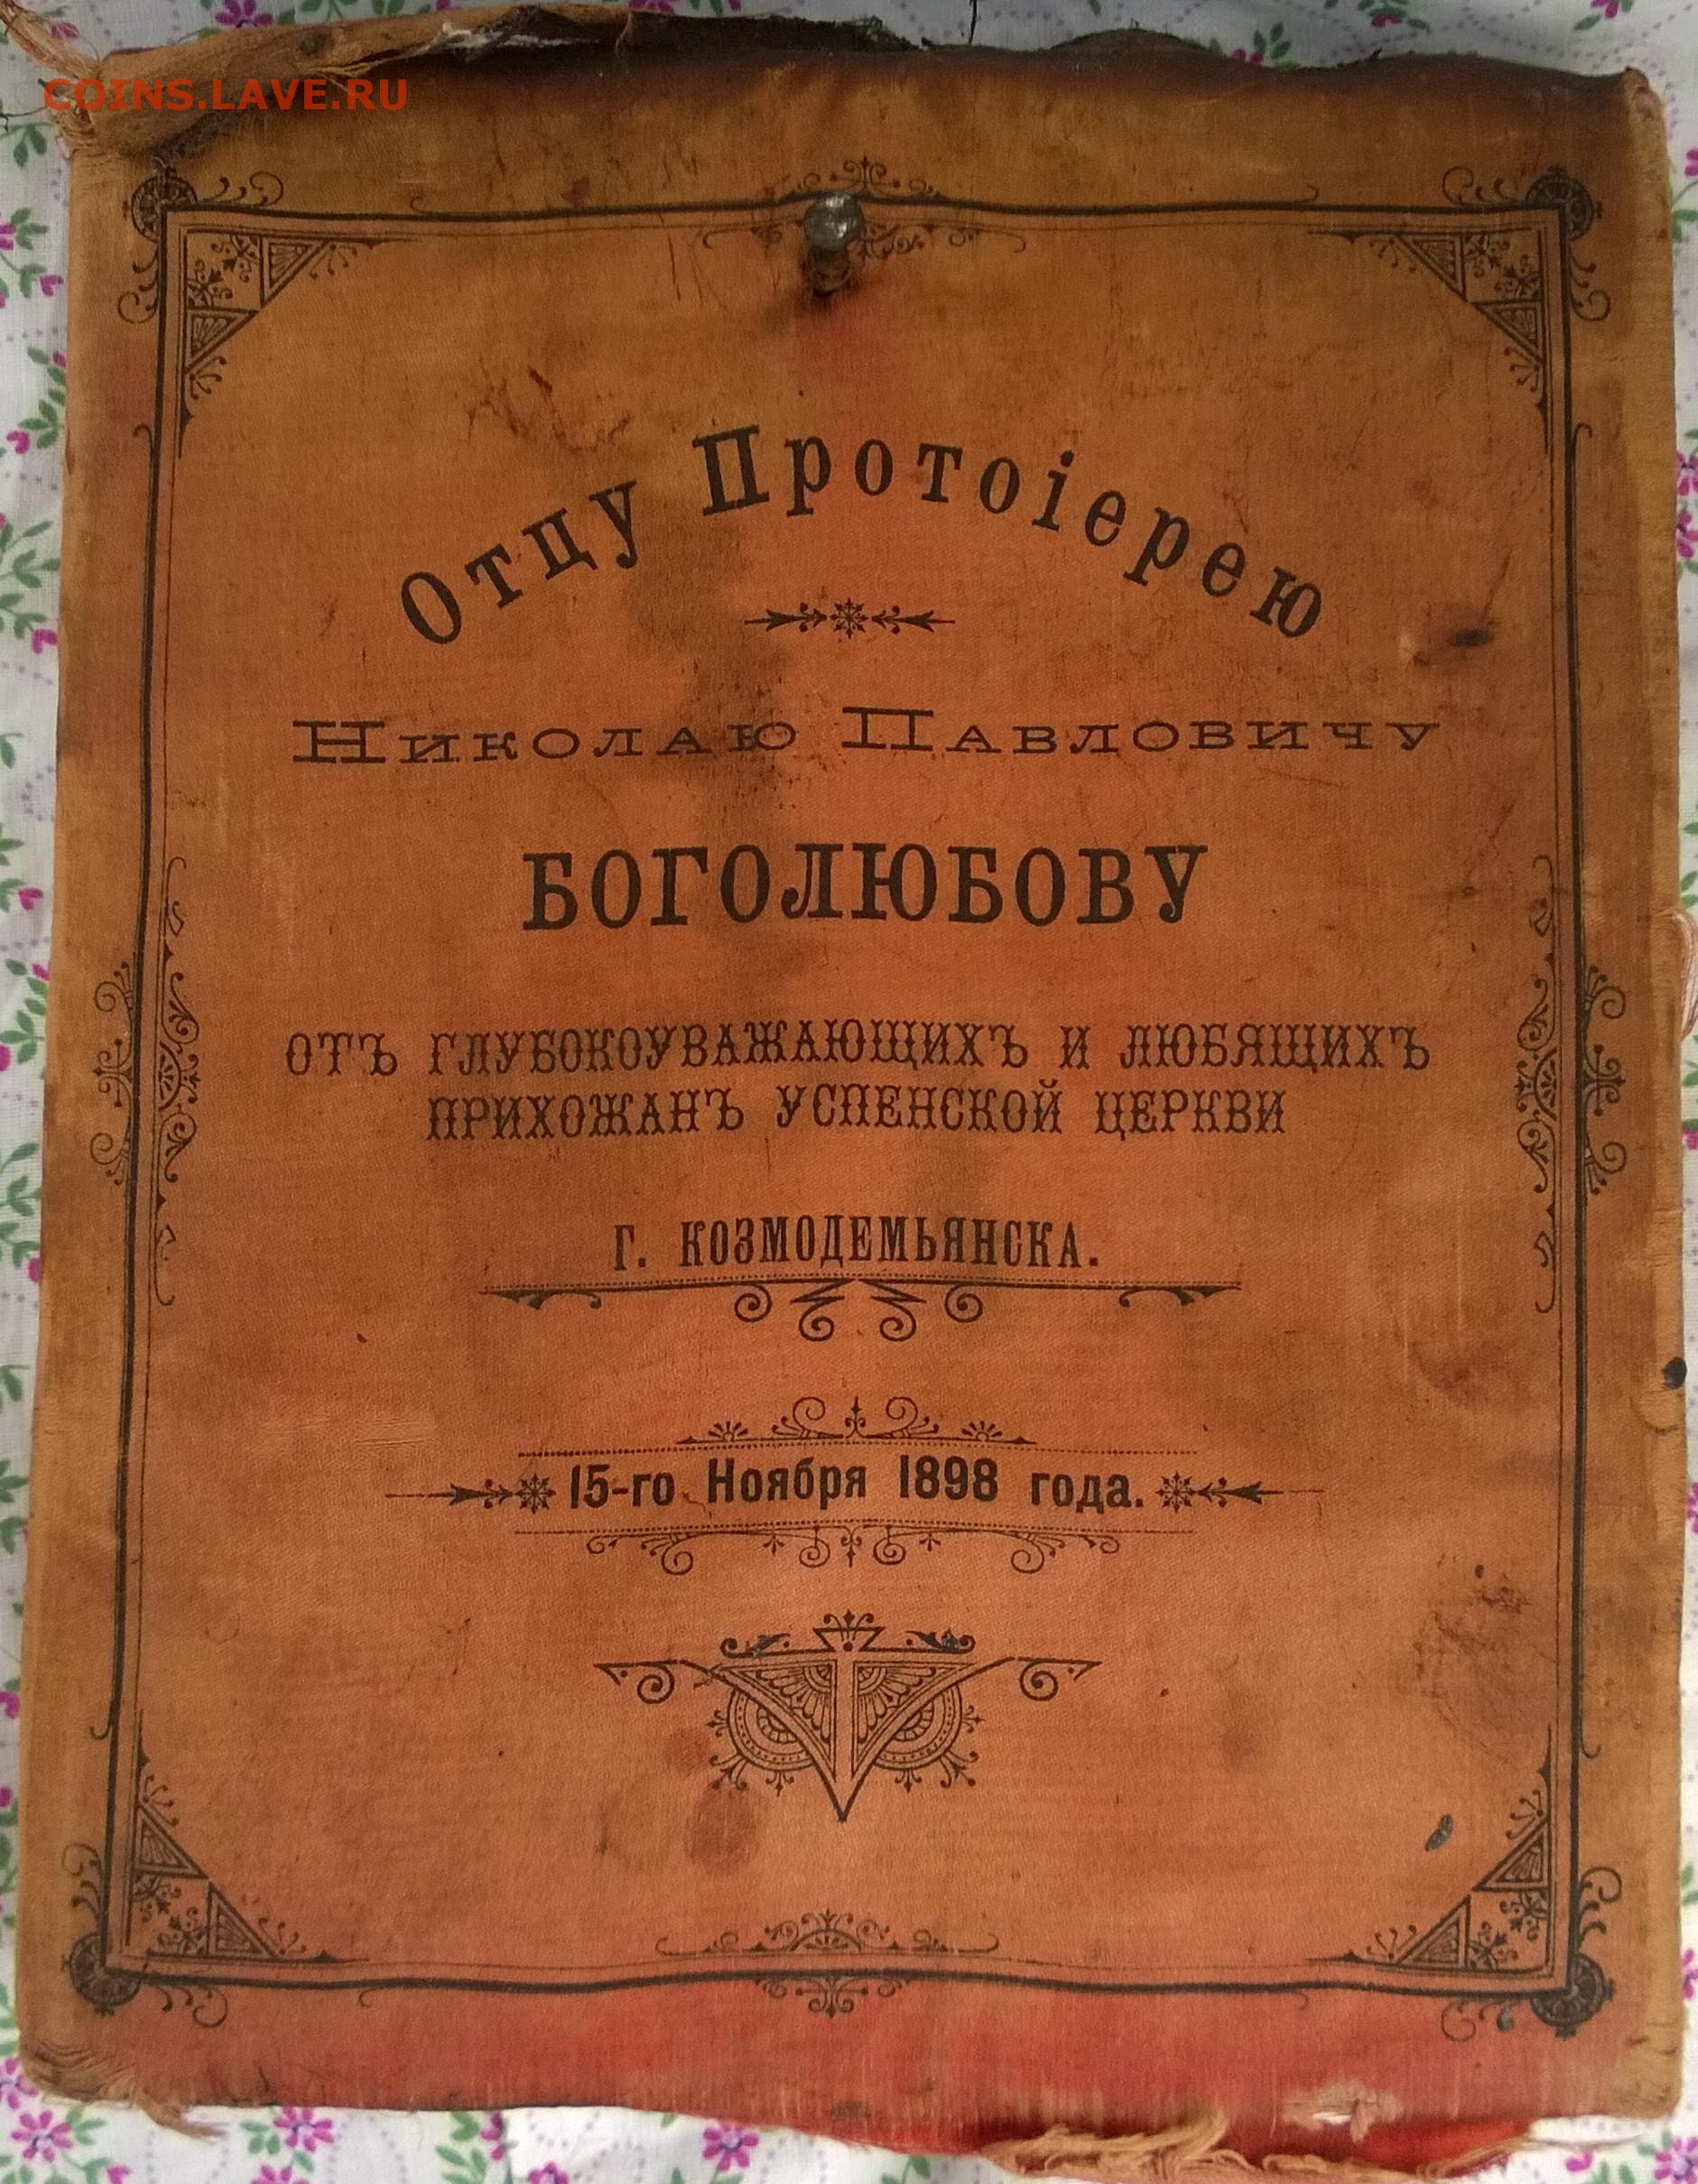 COINS.LAVE.RU
Отцу Протоіерею
Николаю Павловичу
БОГОЛЮБОВУ
ОТЪ ГЛУБОКОУВАЖАЮЩИХЪ И ЛЮБЯЩИХЪ
ПРИХОЖАНЪ УСПЕНСКОЙ ЦЕРКВИ
Г. КОЗМОДЕМЬЯНСКА.
15-го Ноября 1898 года.